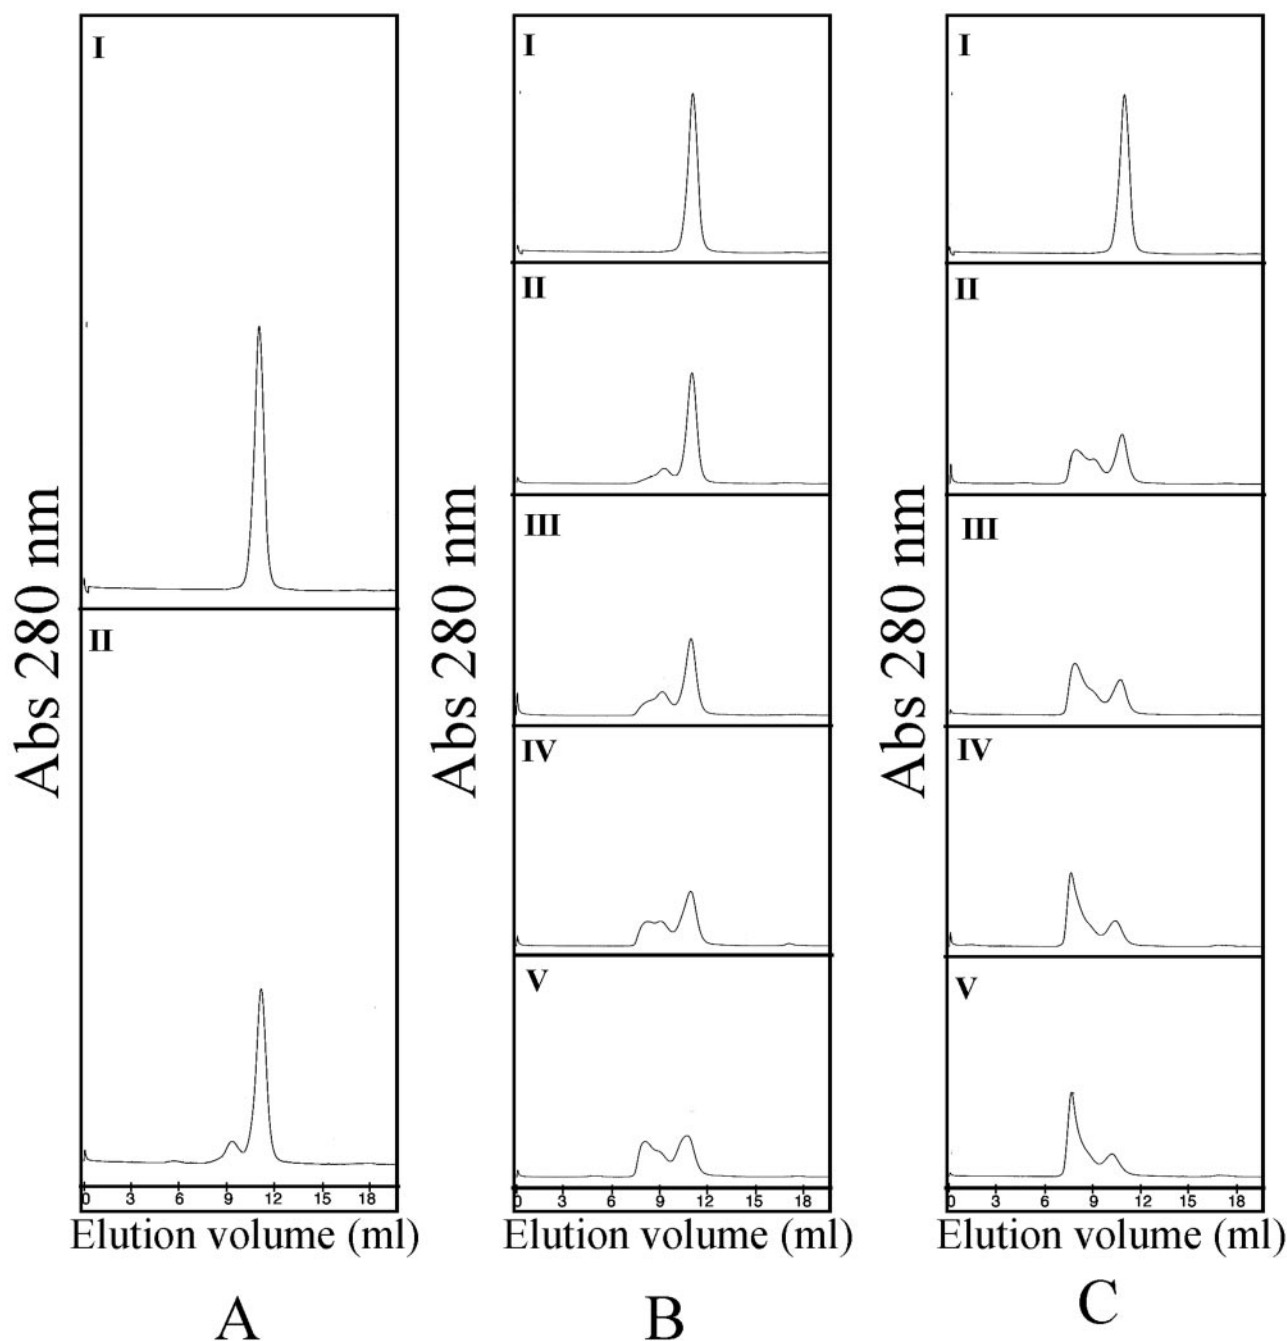 I
II
Abs 280 nm
0 3 6 9 12 15 18
Elution volume (ml)
A
I
II
III
IV
V
Abs 280 nm
0 3 6 9 12 15 18
Elution volume (ml)
B
I
II
III
IV
V
Abs 280 nm
0 3 6 9 12 15 18
Elution volume (ml)
C